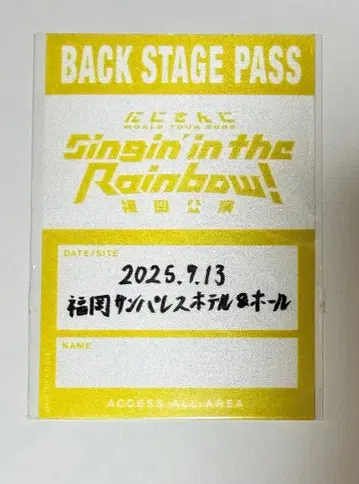 BACK STAGE PASS
にじさんじ
WORLD TOUR 2025
Singin' in the
Rainbow!
福岡公演
DATE/SITE
2025.9.13
福岡サンパレスホテル&ホール
NAME
ACCESS ALL AREA